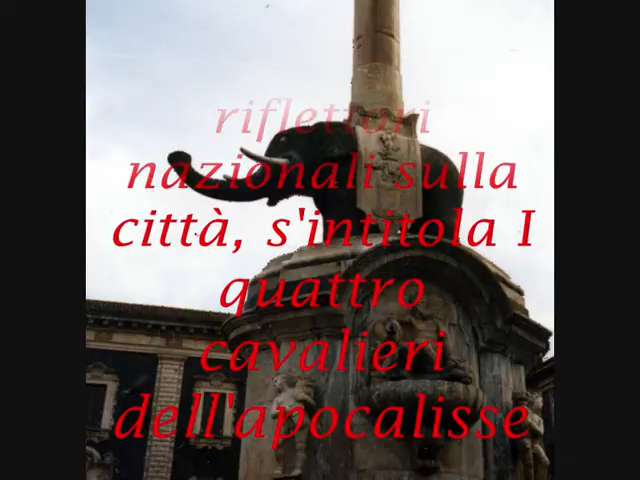 riflettori
nazionali sulla
città, s'intitola I
quattro
cavalieri
dell'apocalisse